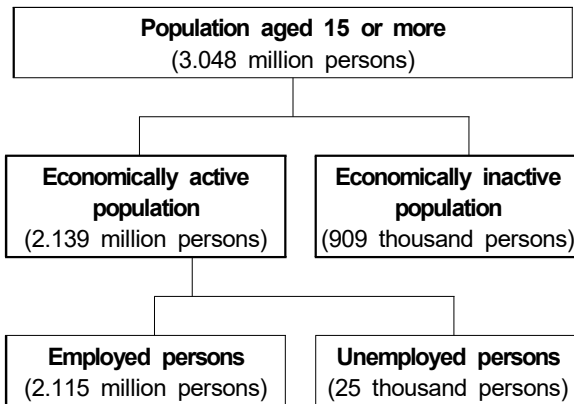 Population aged 15 or more
(3.048 million persons)
Economically active
population
(2.139 million persons)
Economically inactive
population
(909 thousand persons)
Employed persons
(2.115 million persons)
Unemployed persons
(25 thousand persons)